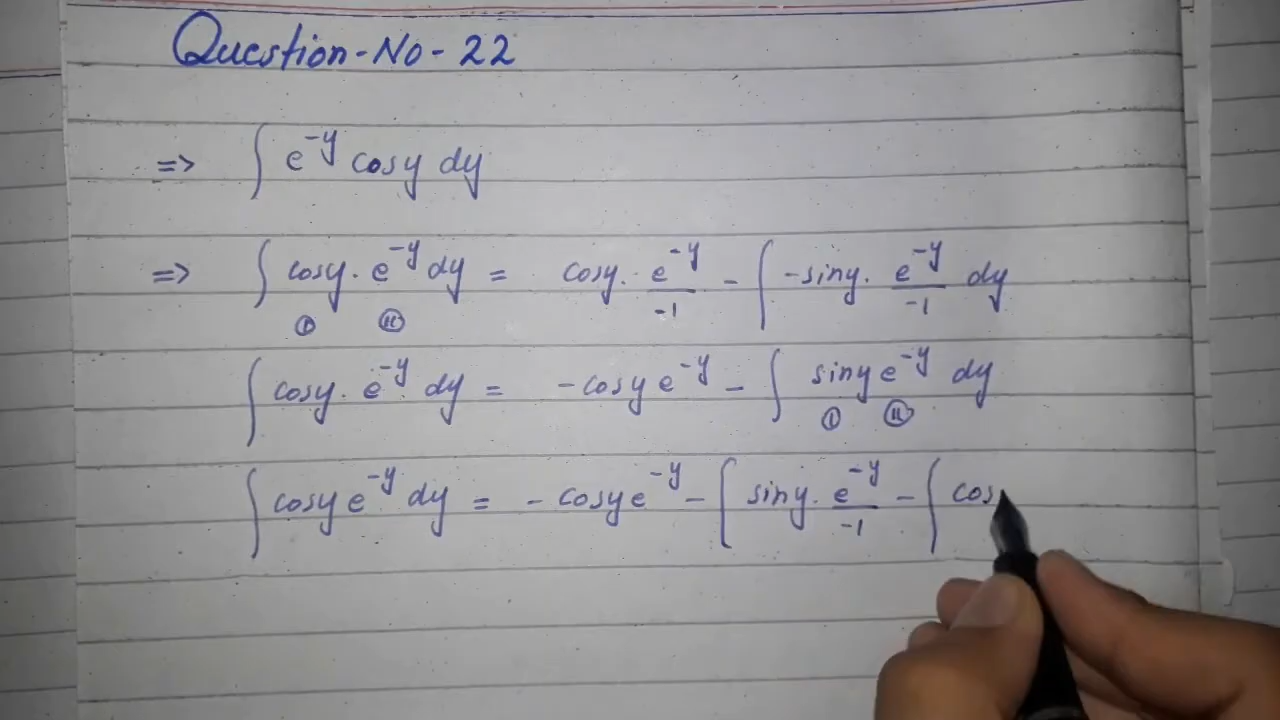 Question-No-22
=> ∫ e^-y cosy dy
=> ∫ cosy. e^-y dy = cosy. e^-y/-1 - ∫ -siny. e^-y/-1 dy
① ⑪
∫ cosy. e^-y dy = -cosy e^-y - ∫ siny e^-y dy
① ⑪
∫ cosy e^-y dy = - cosy e^-y - [ siny. e^-y/-1 - ∫ cos